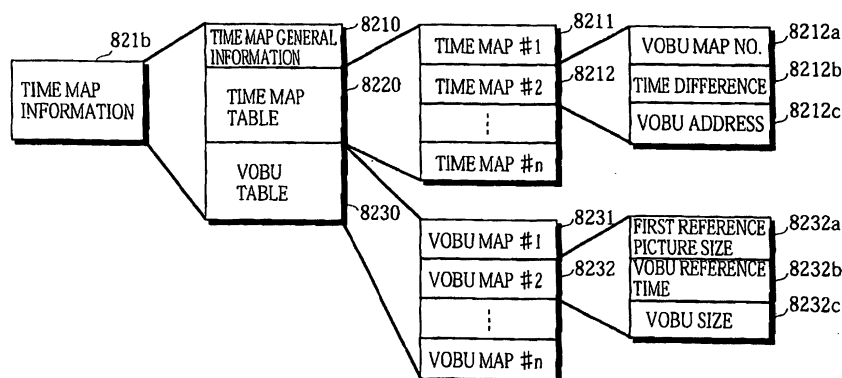 821b
TIME MAP
INFORMATION
8210
TIME MAP GENERAL
INFORMATION
8220
TIME MAP
TABLE
VOBU
TABLE
8230
8211
TIME MAP #1
8212
TIME MAP #2
⋮
TIME MAP #n
8212a
VOBU MAP NO.
8212b
TIME DIFFERENCE
8212c
VOBU ADDRESS
8231
VOBU MAP #1
8232
VOBU MAP #2
⋮
VOBU MAP #n
8232a
FIRST REFERENCE
PICTURE SIZE
8232b
VOBU REFERENCE
TIME
8232c
VOBU SIZE